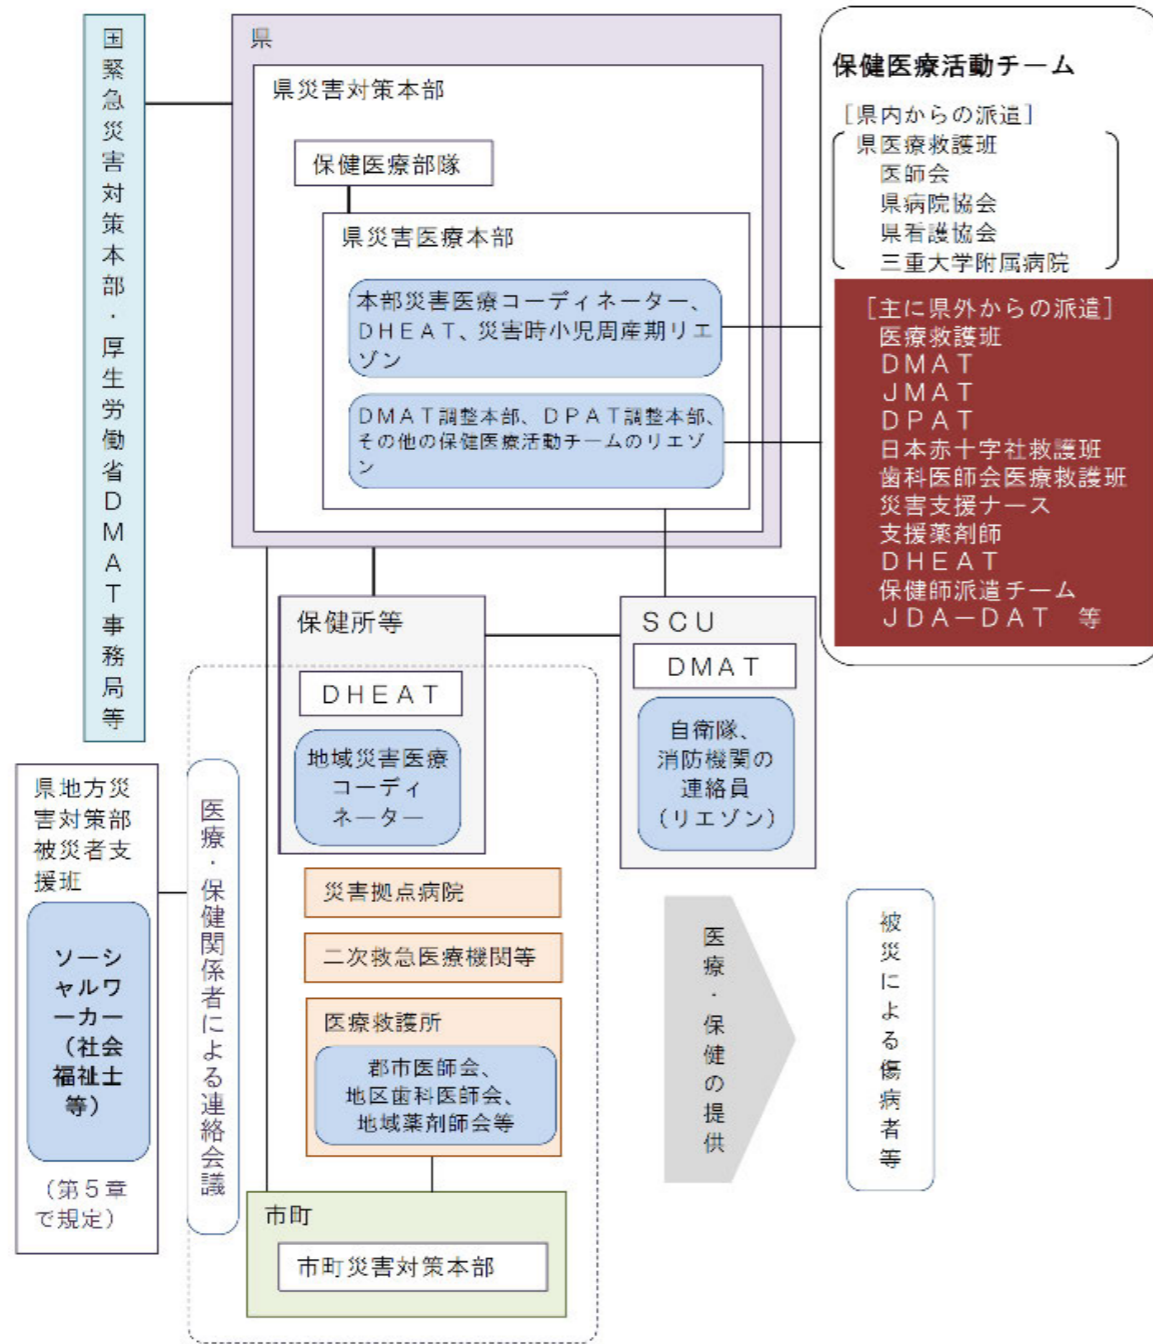 国緊急災害対策本部・厚生労働省ＤＭＡＴ事務局等
県
県災害対策本部
保健医療部隊
県災害医療本部
本部災害医療コーディネーター、
ＤＨＥＡＴ、災害時小児周産期リエ
ゾン
ＤＭＡＴ調整本部、ＤＰＡＴ調整本部、
その他の保健医療活動チームのリエゾ
ン
保健医療活動チーム
［県内からの派遣］
県医療救護班
医師会
県病院協会
県看護協会
三重大学附属病院
［主に県外からの派遣］
医療救護班
ＤＭＡＴ
ＪＭＡＴ
ＤＰＡＴ
日本赤十字社救護班
歯科医師会医療救護班
災害支援ナース
支援薬剤師
ＤＨＥＡＴ
保健師派遣チーム
ＪＤＡ－ＤＡＴ　等
保健所等
ＤＨＥＡＴ
地域災害医療
コーディ
ネーター
ＳＣＵ
ＤＭＡＴ
自衛隊、
消防機関の
連絡員
（リエゾン）
県地方災
害対策部
被災者支
援班
ソーシ
ャルワ
ーカー
（社会
福祉士
等）
（第５章
で規定）
医療・保健関係者による連絡会議
災害拠点病院
二次救急医療機関等
医療救護所
郡市医師会、
地区歯科医師会、
地域薬剤師会等
市町
市町災害対策本部
医療・保健の提供
被災による傷病者等